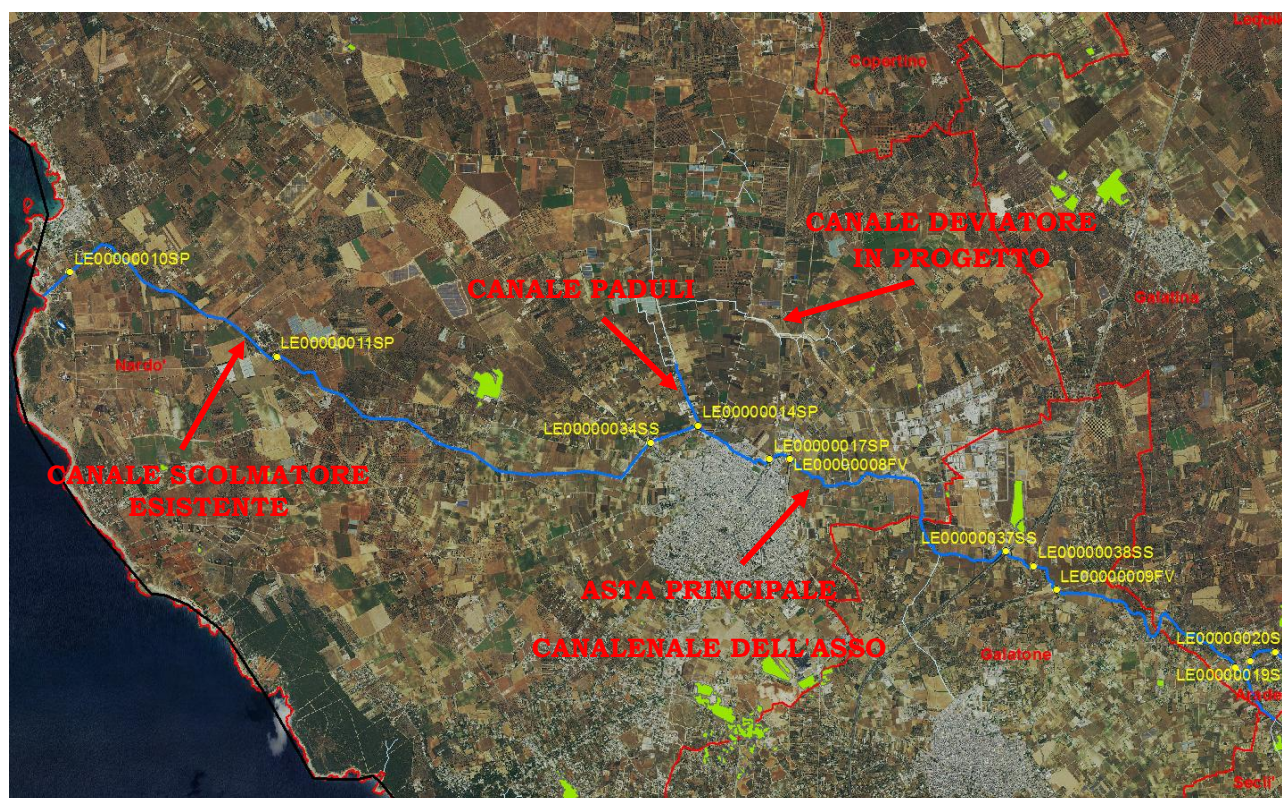 Copertino
CANALE DEVIATORE
IN PROGETTO
LE00000010SP
CANALE PADULI
Galatina
LE00000011SP
Nardo'
LE00000014SP
LE00000034SS
LE00000017SP
LE00000008FV
CANALE SCOLMATORE
ESISTENTE
LE00000037SS
LE00000038SS
LE00000009FV
ASTA PRINCIPALE
CANALENALE DELL'ASSO
Galatone
LE00000020S
LE00000019S
Secli'